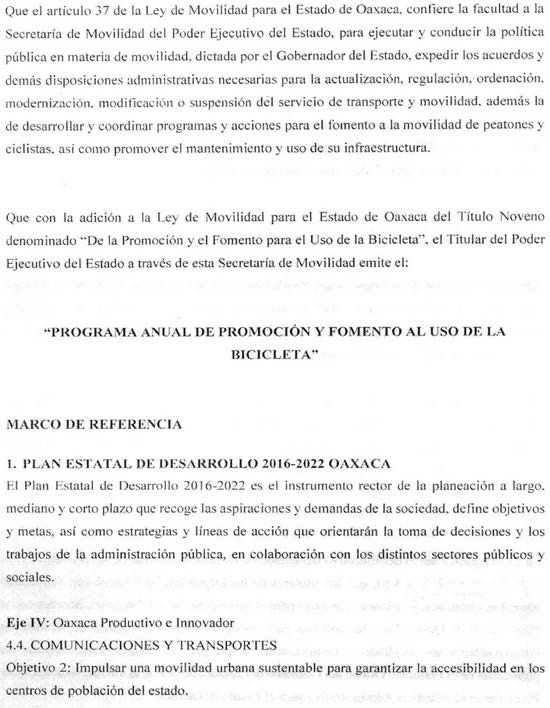 Que el artículo 37 de la Ley de Movilidad para el Estado de Oaxaca, confiere la facultad a la
Secretaría de Movilidad del Poder Ejecutivo del Estado, para ejecutar y conducir la política
pública en materia de movilidad, dictada por el Gobernador del Estado, expedir los acuerdos y
demás disposiciones administrativas necesarias para la actualización, regulación, ordenación,
modernización, modificación o suspensión del servicio de transporte y movilidad, además la
de desarrollar y coordinar programas y acciones para el fomento a la movilidad de peatones y
ciclistas, así como promover el mantenimiento y uso de su infraestructura.
Que con la adición a la Ley de Movilidad para el Estado de Oaxaca del Título Noveno
denominado “De la Promoción y el Fomento para el Uso de la Bicicleta”, el Titular del Poder
Ejecutivo del Estado a través de esta Secretaría de Movilidad emite el:
“PROGRAMA ANUAL DE PROMOCIÓN Y FOMENTO AL USO DE LA
BICICLETA”
MARCO DE REFERENCIA
1. PLAN ESTATAL DE DESARROLLO 2016-2022 OAXACA
El Plan Estatal de Desarrollo 2016-2022 es el instrumento rector de la planeación a largo,
mediano y corto plazo que recoge las aspiraciones y demandas de la sociedad, define objetivos
y metas, así como estrategias y líneas de acción que orientarán la toma de decisiones y los
trabajos de la administración pública, en colaboración con los distintos sectores públicos y
sociales.
Eje IV: Oaxaca Productivo e Innovador
4.4. COMUNICACIONES Y TRANSPORTES
Objetivo 2: Impulsar una movilidad urbana sustentable para garantizar la accesibilidad en los
centros de población del estado.